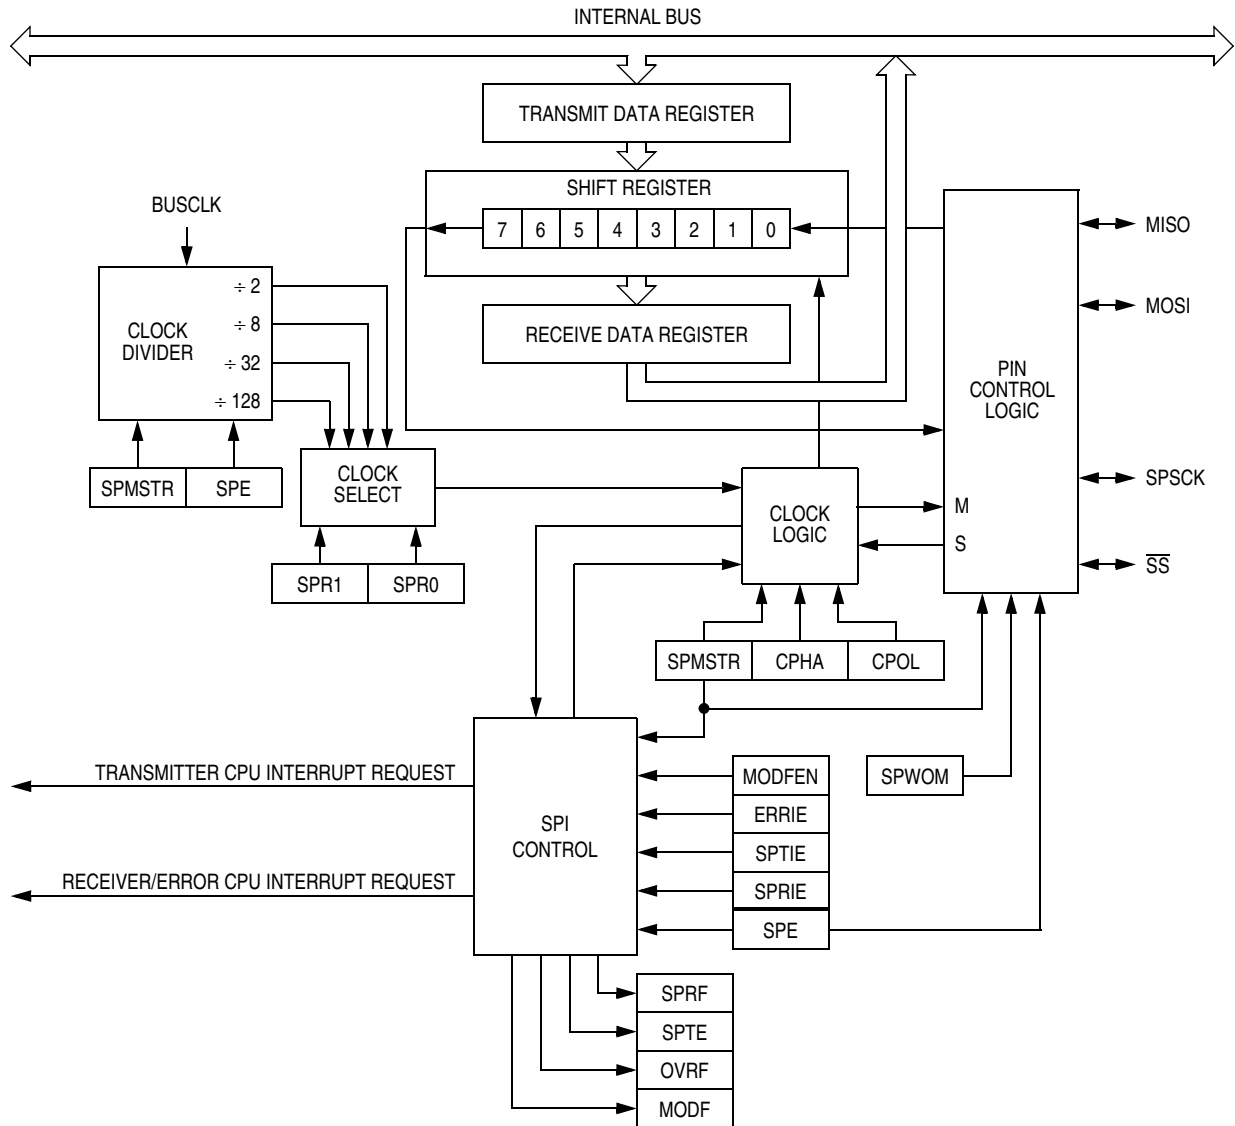 INTERNAL BUS
TRANSMIT DATA REGISTER
SHIFT REGISTER
7 6 5 4 3 2 1 0
RECEIVE DATA REGISTER
BUSCLK
CLOCK
DIVIDER
÷ 2
÷ 8
÷ 32
÷ 128
SPMSTR SPE
CLOCK
SELECT
SPR1 SPR0
CLOCK
LOGIC
PIN
CONTROL
LOGIC
M
S
MISO
MOSI
SPSCK
SS
SPMSTR CPHA CPOL
TRANSMITTER CPU INTERRUPT REQUEST
RECEIVER/ERROR CPU INTERRUPT REQUEST
SPI
CONTROL
MODFEN
ERRIE
SPTIE
SPRIE
SPE
SPWOM
SPRF
SPTE
OVRF
MODF